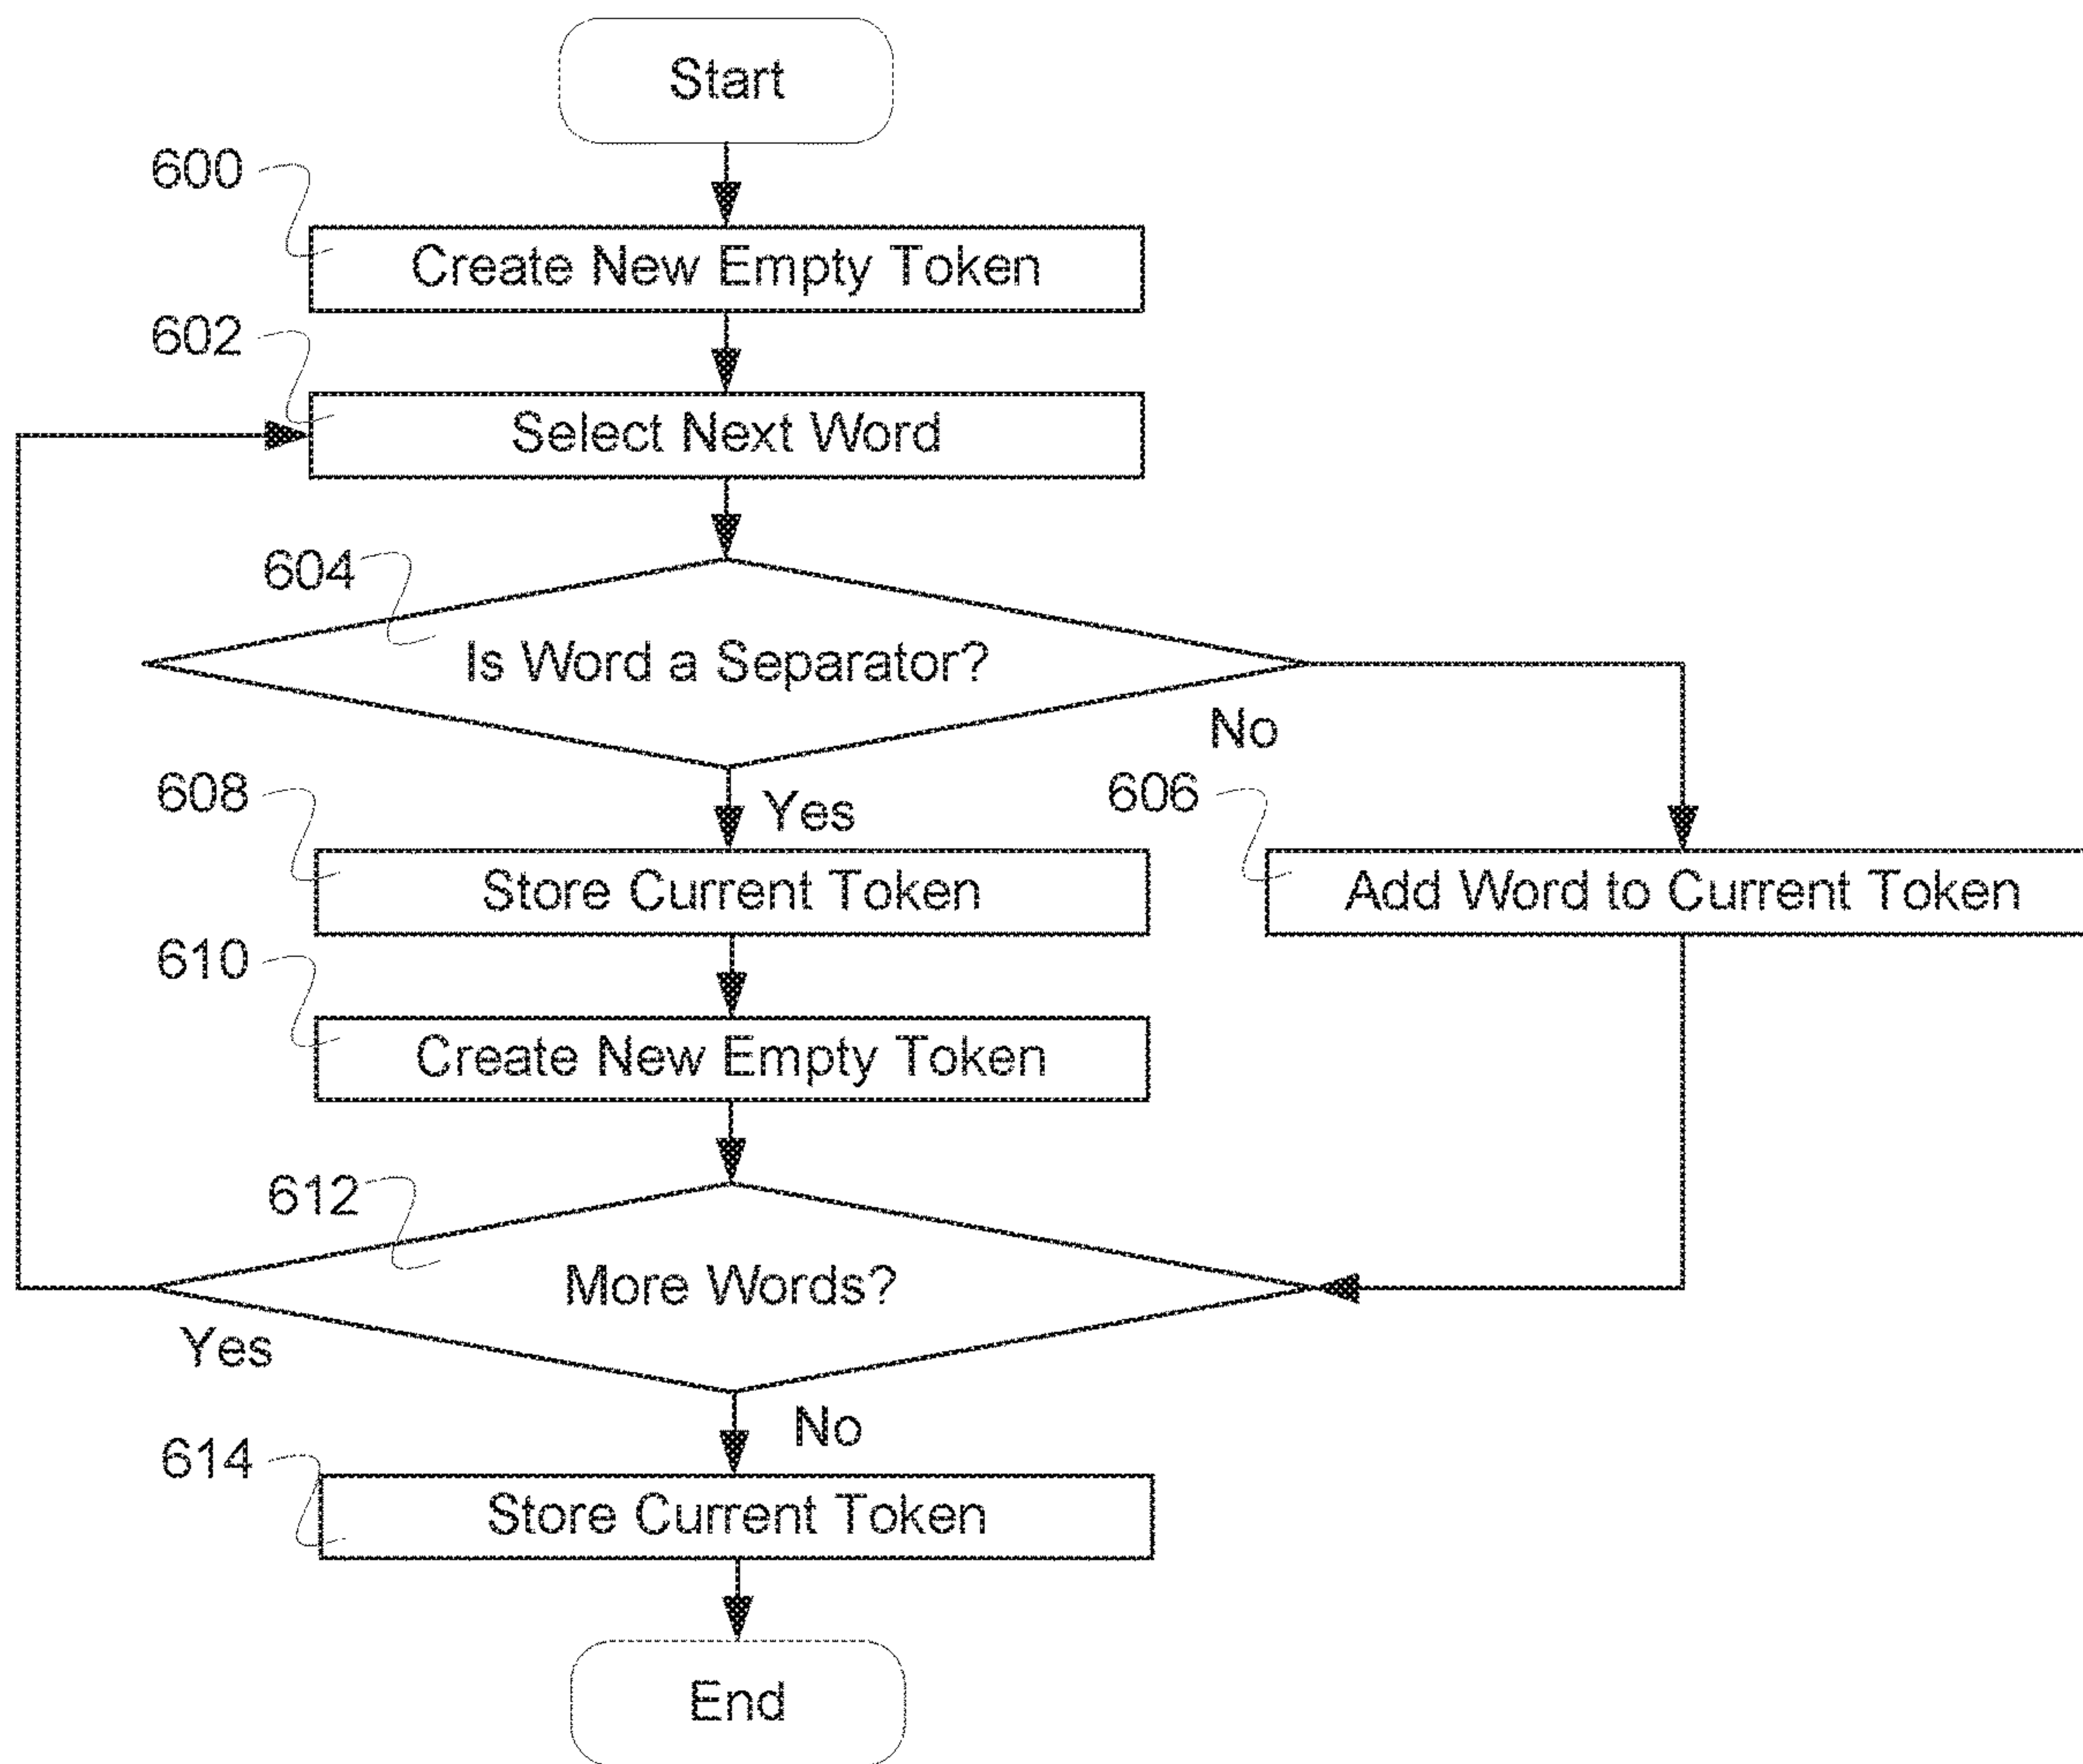 Start
600
Create New Empty Token
602
Select Next Word
604
Is Word a Separator?
No
608
Yes
606
Store Current Token
Add Word to Current Token
610
Create New Empty Token
612
More Words?
Yes
No
614
Store Current Token
End